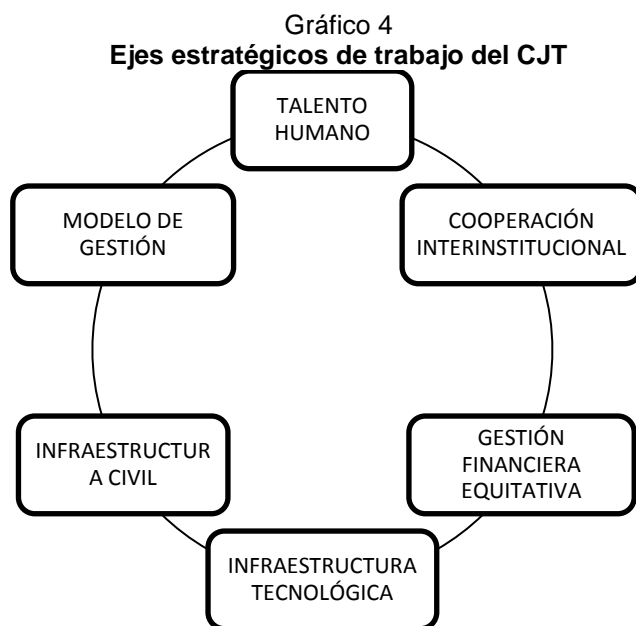 Gráfico 4
Ejes estratégicos de trabajo del CJT
TALENTO
HUMANO
COOPERACIÓN
INTERINSTITUCIONAL
GESTIÓN
FINANCIERA
EQUITATIVA
INFRAESTRUCTURA
TECNOLÓGICA
INFRAESTRUCTUR
A CIVIL
MODELO DE
GESTIÓN